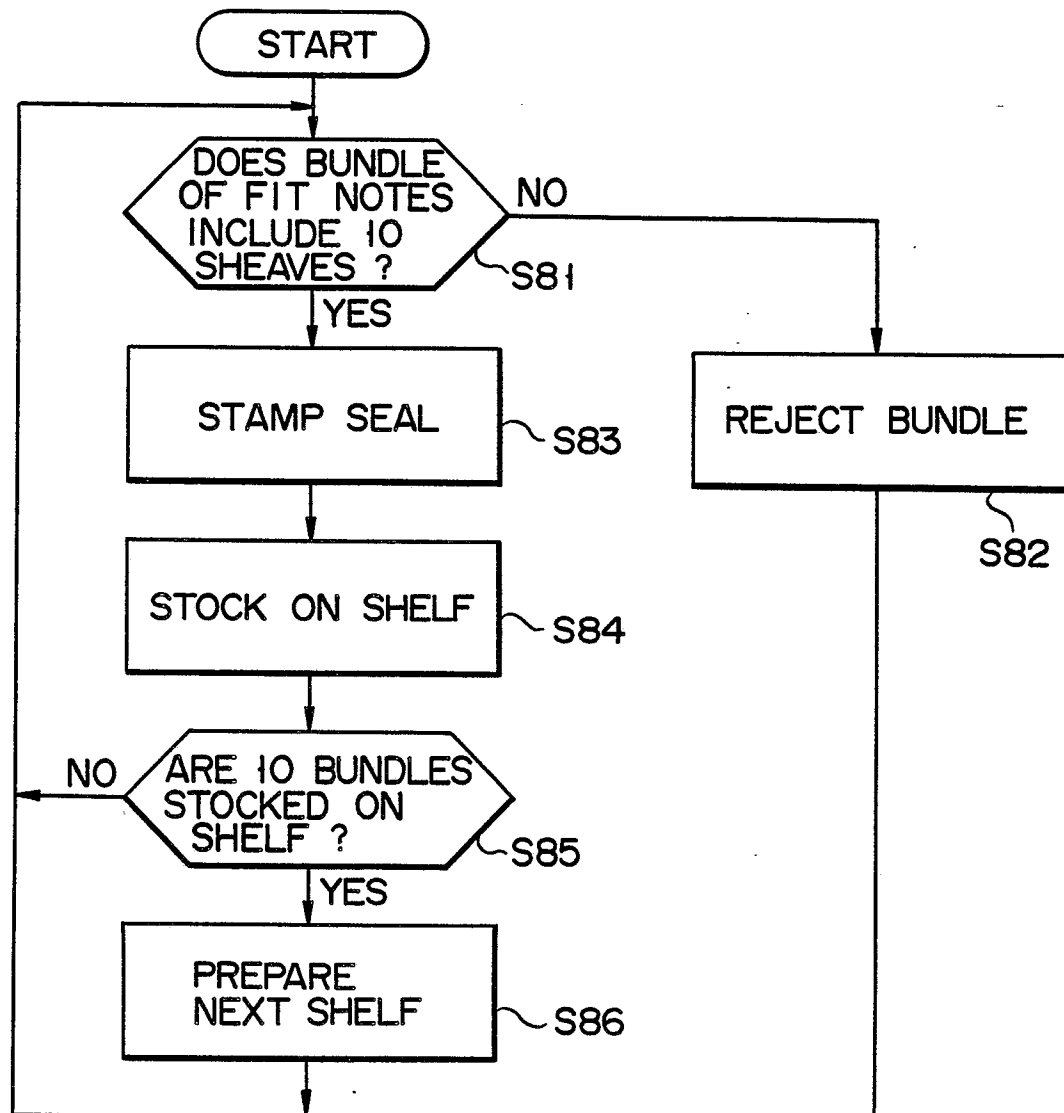 START
DOES BUNDLE
OF FIT NOTES
INCLUDE 10
SHEAVES ?
NO
S81
YES
STAMP SEAL
S83
REJECT BUNDLE
S82
STOCK ON SHELF
S84
NO
ARE 10 BUNDLES
STOCKED ON
SHELF ?
S85
YES
PREPARE
NEXT SHELF
S86